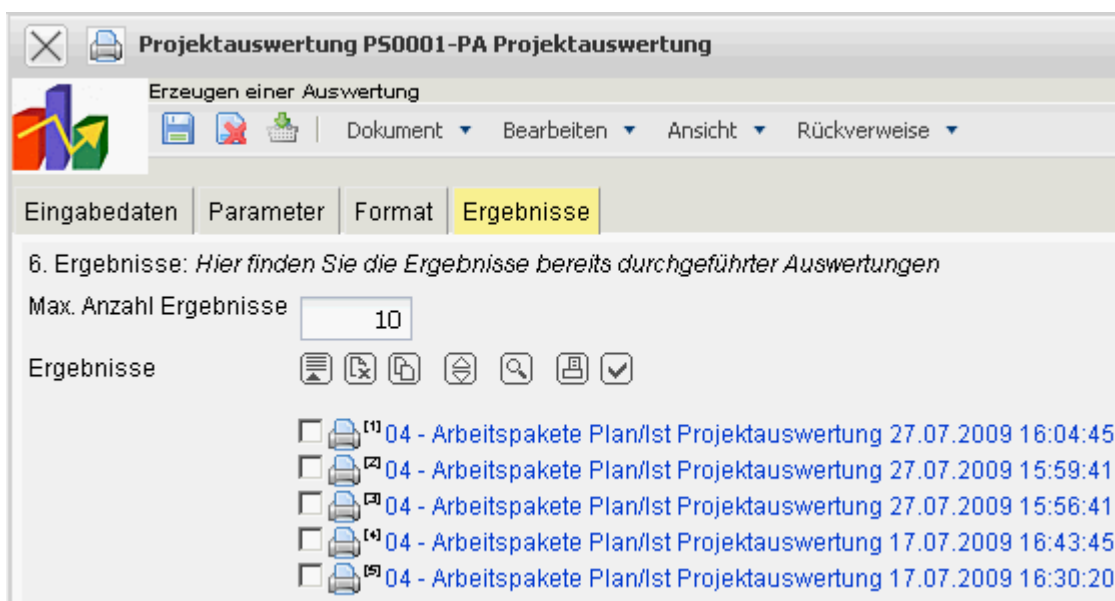 Projektauswertung PS0001-PA Projektauswertung
Erzeugen einer Auswertung
Dokument Bearbeiten Ansicht Rückverweise
Eingabedaten Parameter Format Ergebnisse
6. Ergebnisse: Hier finden Sie die Ergebnisse bereits durchgeführter Auswertungen
Max. Anzahl Ergebnisse 10
Ergebnisse
[1] 04 - Arbeitspakete Plan/Ist Projektauswertung 27.07.2009 16:04:45
[2] 04 - Arbeitspakete Plan/Ist Projektauswertung 27.07.2009 15:59:41
[3] 04 - Arbeitspakete Plan/Ist Projektauswertung 27.07.2009 15:56:41
[4] 04 - Arbeitspakete Plan/Ist Projektauswertung 17.07.2009 16:43:45
[5] 04 - Arbeitspakete Plan/Ist Projektauswertung 17.07.2009 16:30:20